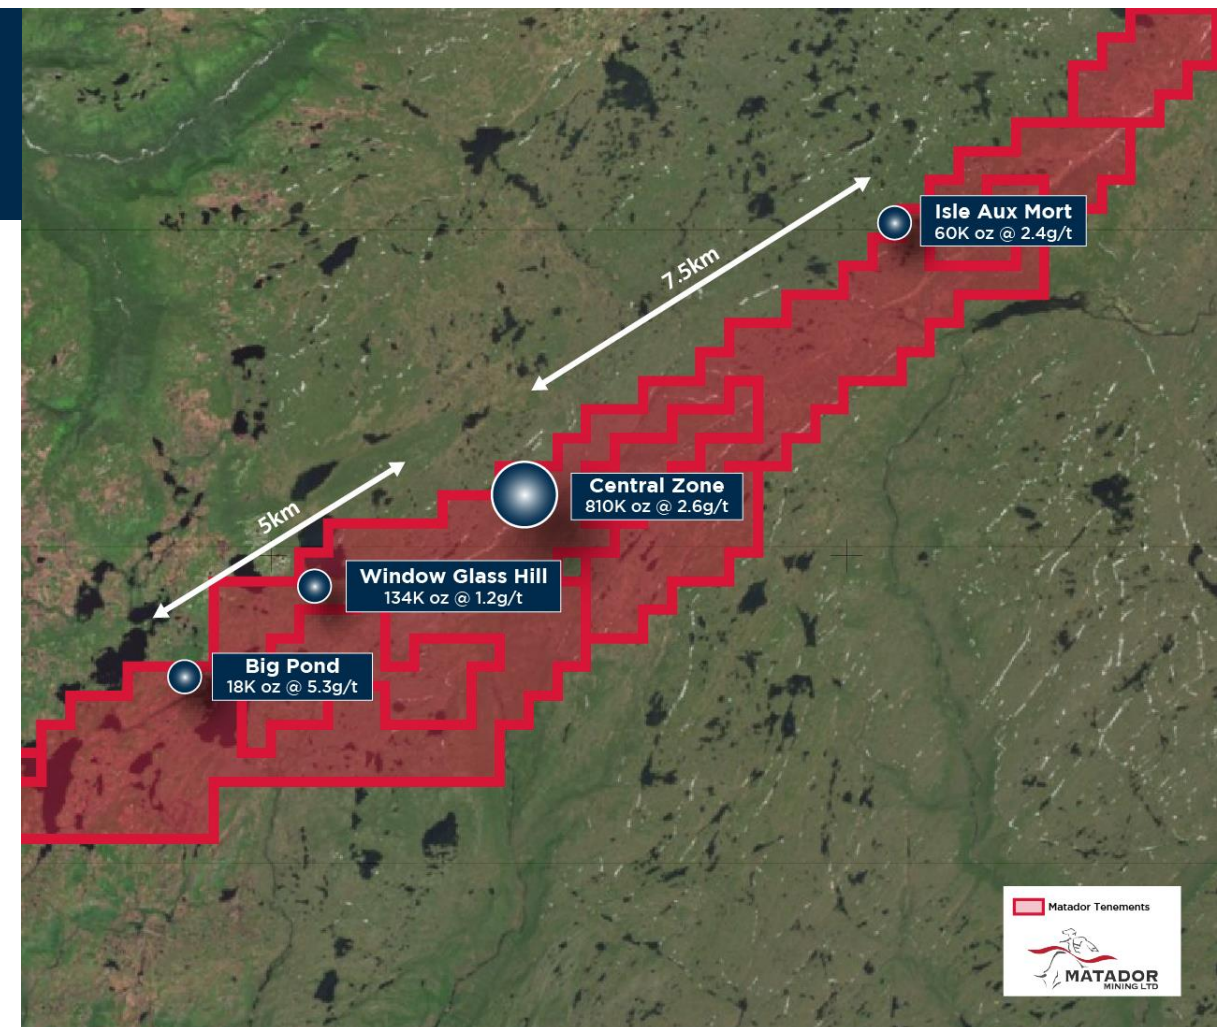 Isle Aux Mort
60K oz @ 2.4g/t
7.5km
Central Zone
810K oz @ 2.6g/t
5km
Window Glass Hill
134K oz @ 1.2g/t
Big Pond
18K oz @ 5.3g/t
Matador Tenements
MATADOR
MINING LTD